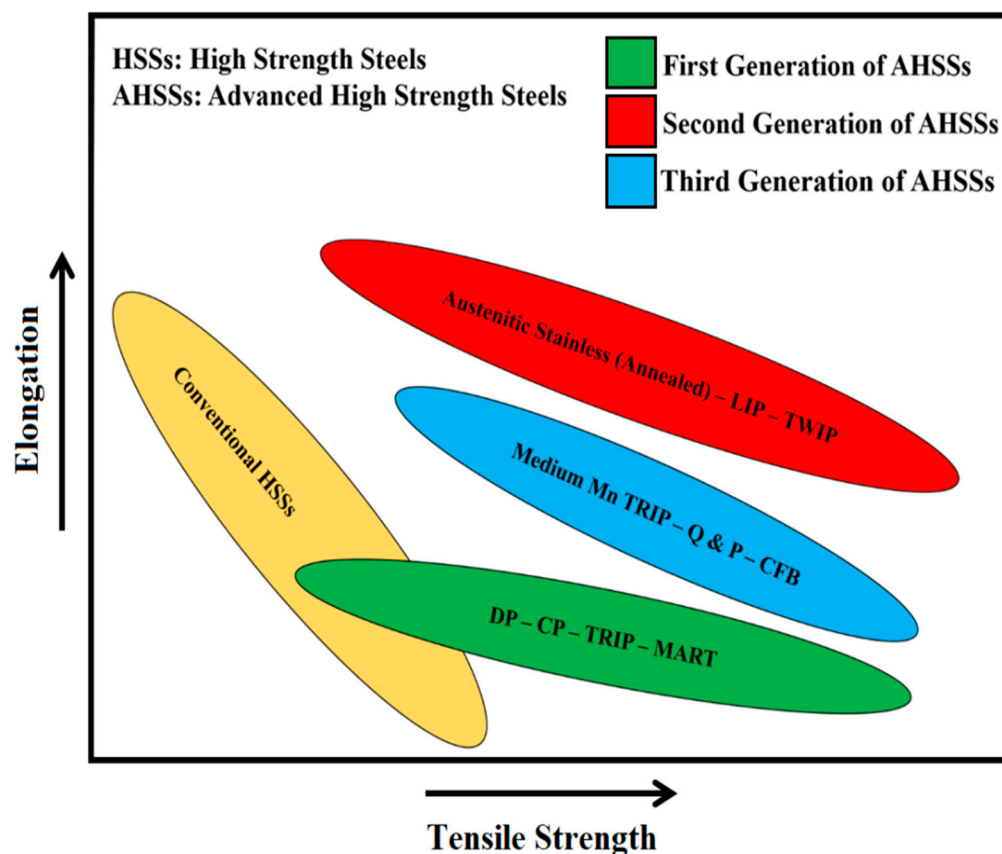 HSSs: High Strength Steels
AHSSs: Advanced High Strength Steels
First Generation of AHSSs
Second Generation of AHSSs
Third Generation of AHSSs
Elongation
Austenitic Stainless (Annealed) – LIP – TWIP
Conventional HSSs
Medium Mn TRIP – Q & P – CFB
DP – CP – TRIP – MART
Tensile Strength